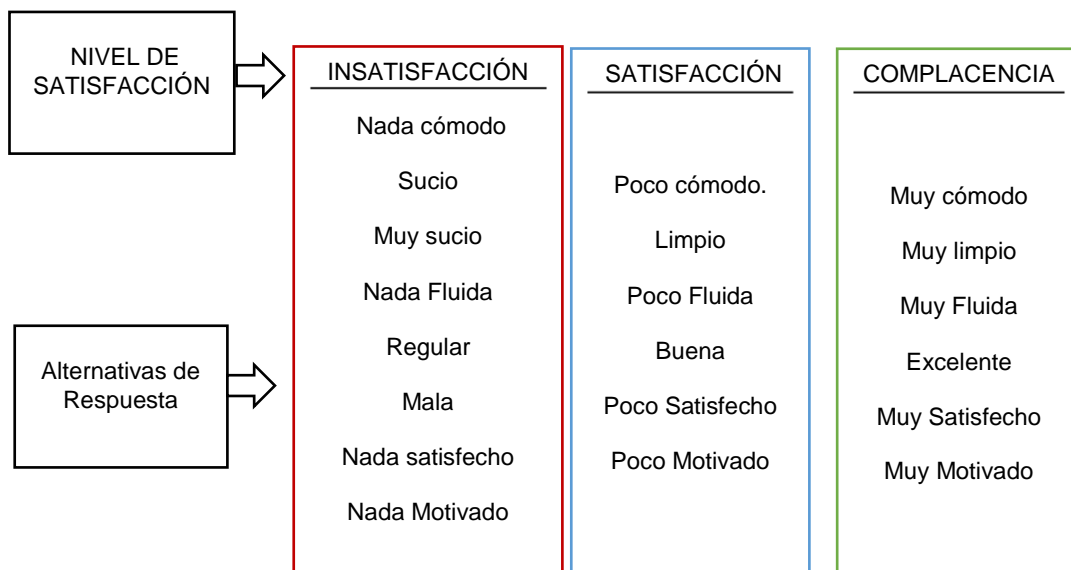 NIVEL DE
SATISFACCIÓN
INSATISFACCIÓN
Nada cómodo
Sucio
Muy sucio
Nada Fluida
Regular
Mala
Nada satisfecho
Nada Motivado
SATISFACCIÓN
Poco cómodo.
Limpio
Poco Fluida
Buena
Poco Satisfecho
Poco Motivado
COMPLACENCIA
Muy cómodo
Muy limpio
Muy Fluida
Excelente
Muy Satisfecho
Muy Motivado
Alternativas de
Respuesta